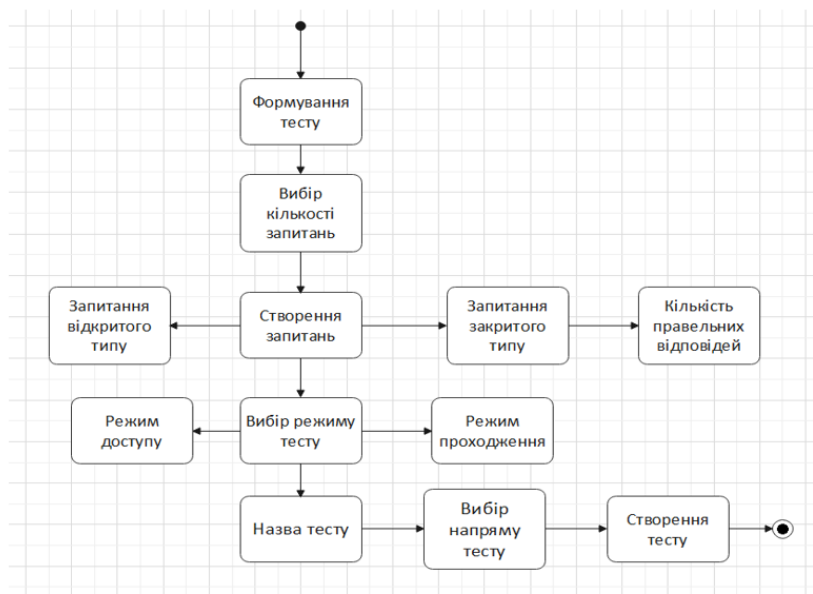 Формування
тесту
Вибір
кількості
запитань
Запитання
відкритого
типу
Створення
запитань
Запитання
закритого
типу
Кількість
правельних
відповідей
Режим
доступу
Вибір режиму
тесту
Режим
проходження
Назва тесту
Вибір
напряму
тесту
Створення
тесту